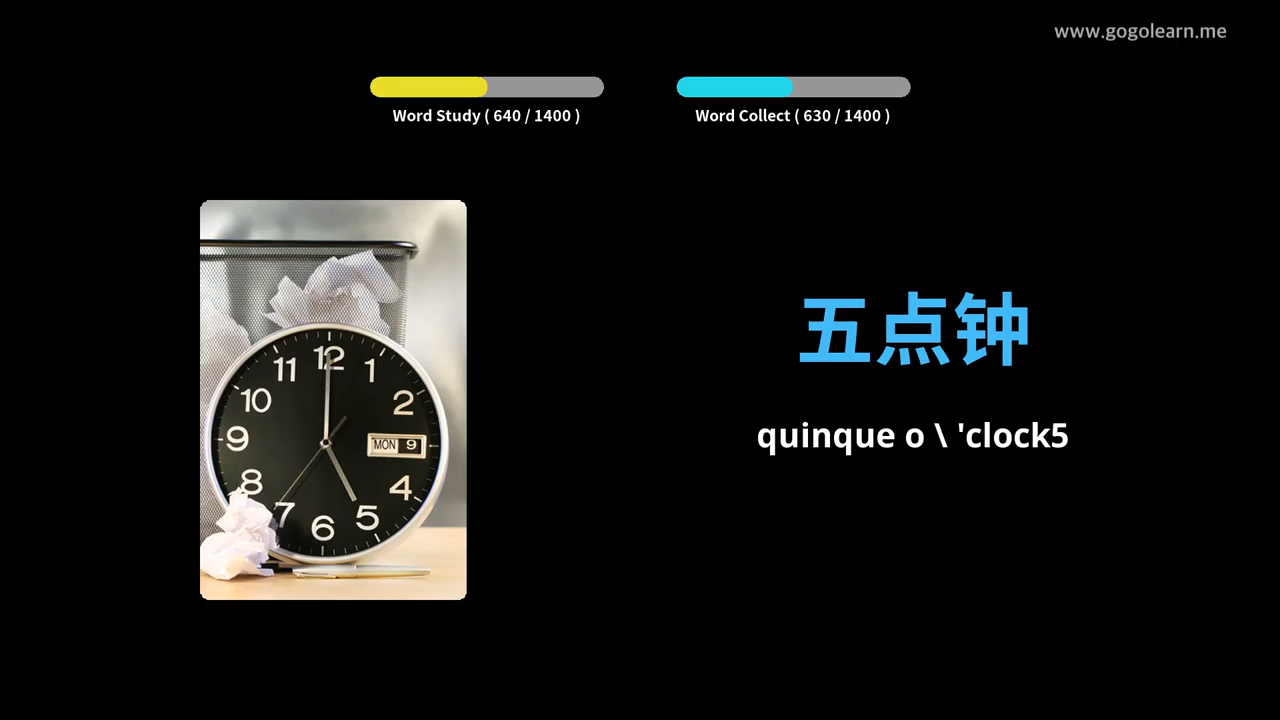 www.gogolearn.me
Word Study ( 640 / 1400 )
Word Collect ( 630 / 1400 )
12
1
2
3
4
5
6
7
8
9
10
11
MON 9
五点钟
quinque o \ 'clock5